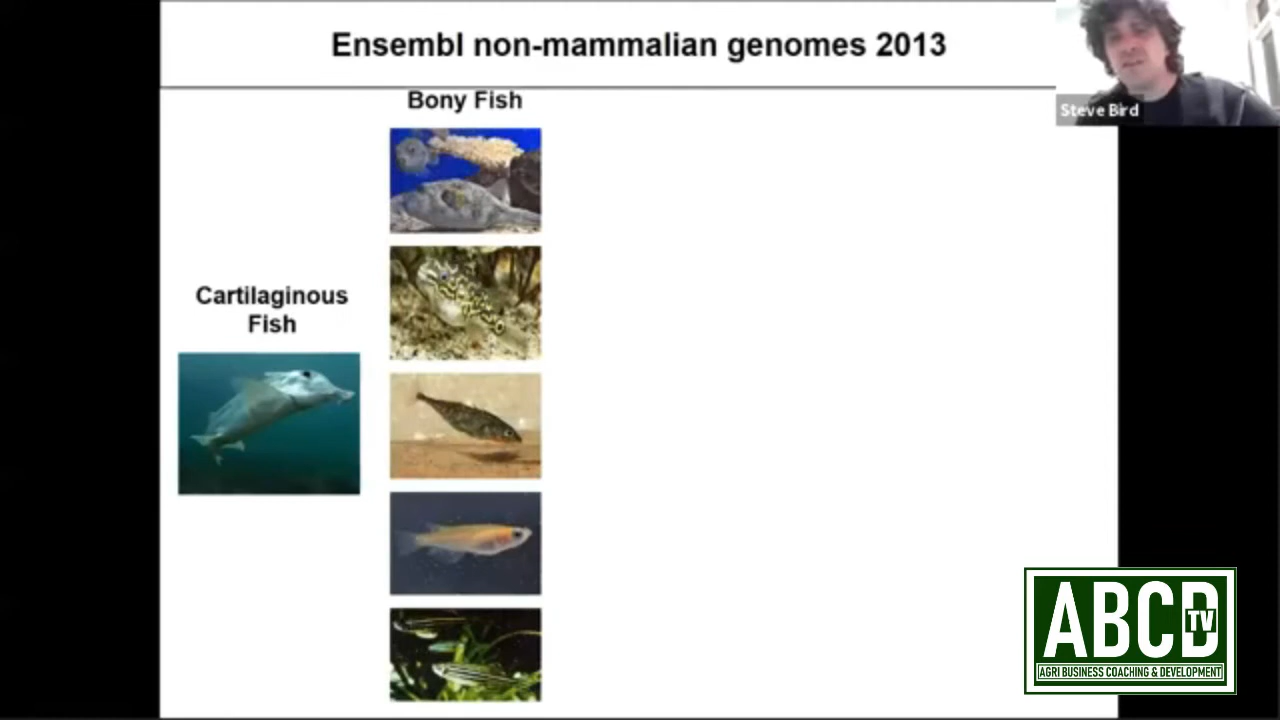 Ensembl non-mammalian genomes 2013
Steve Bird
Bony Fish
Cartilaginous
Fish
ABCD
TV
AGRI BUSINESS COACHING & DEVELOPMENT